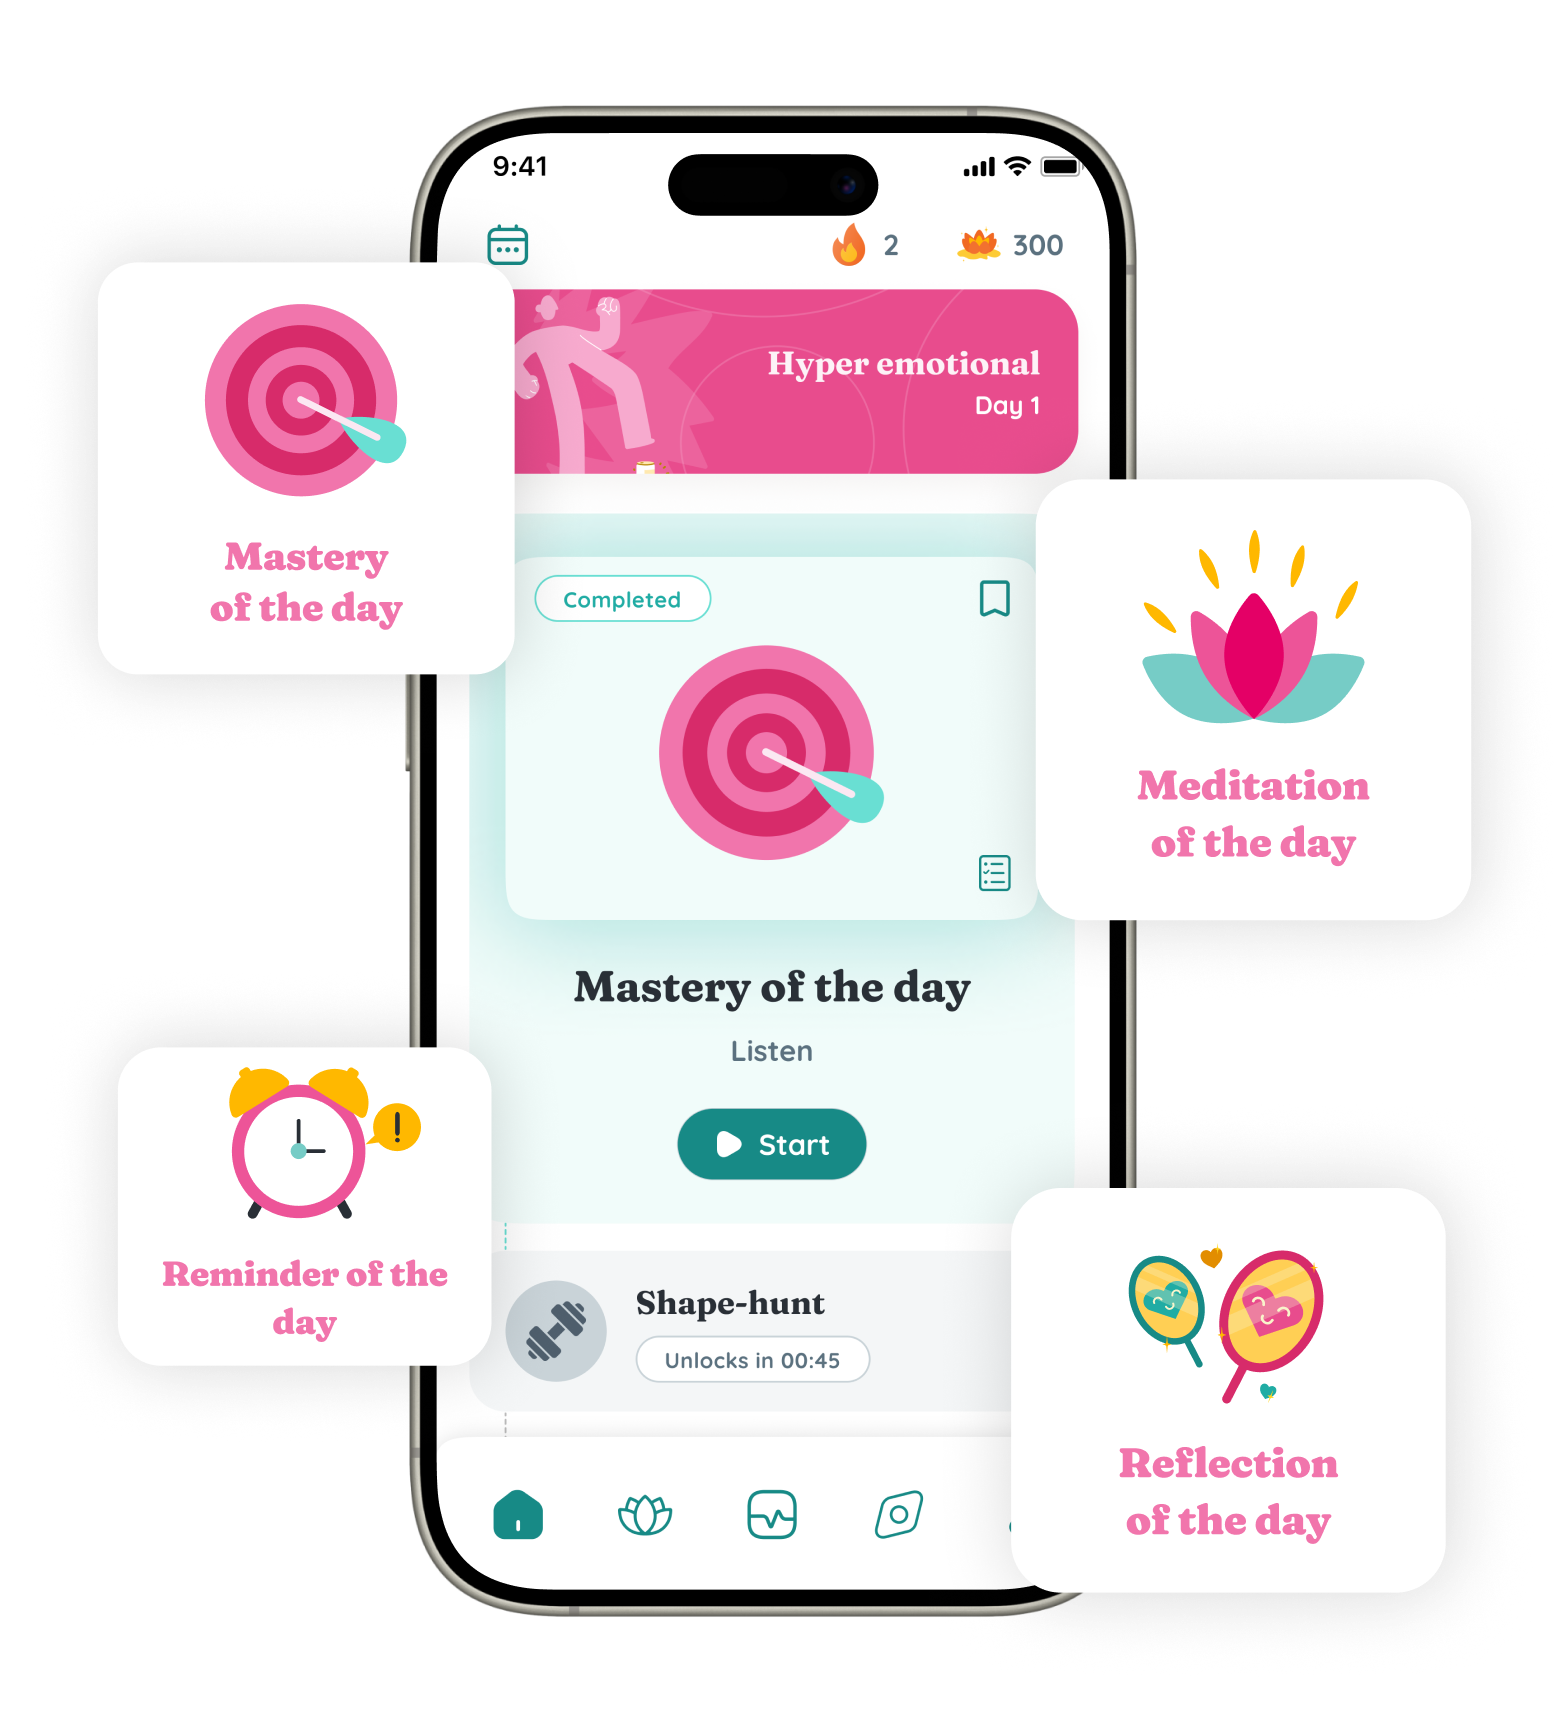 9:41
2
300
Hyper emotional
Day 1
Mastery
of the day
Completed
Meditation
of the day
Mastery of the day
Listen
Start
Reminder of the
day
Shape-hunt
Unlocks in 00:45
Reflection
of the day